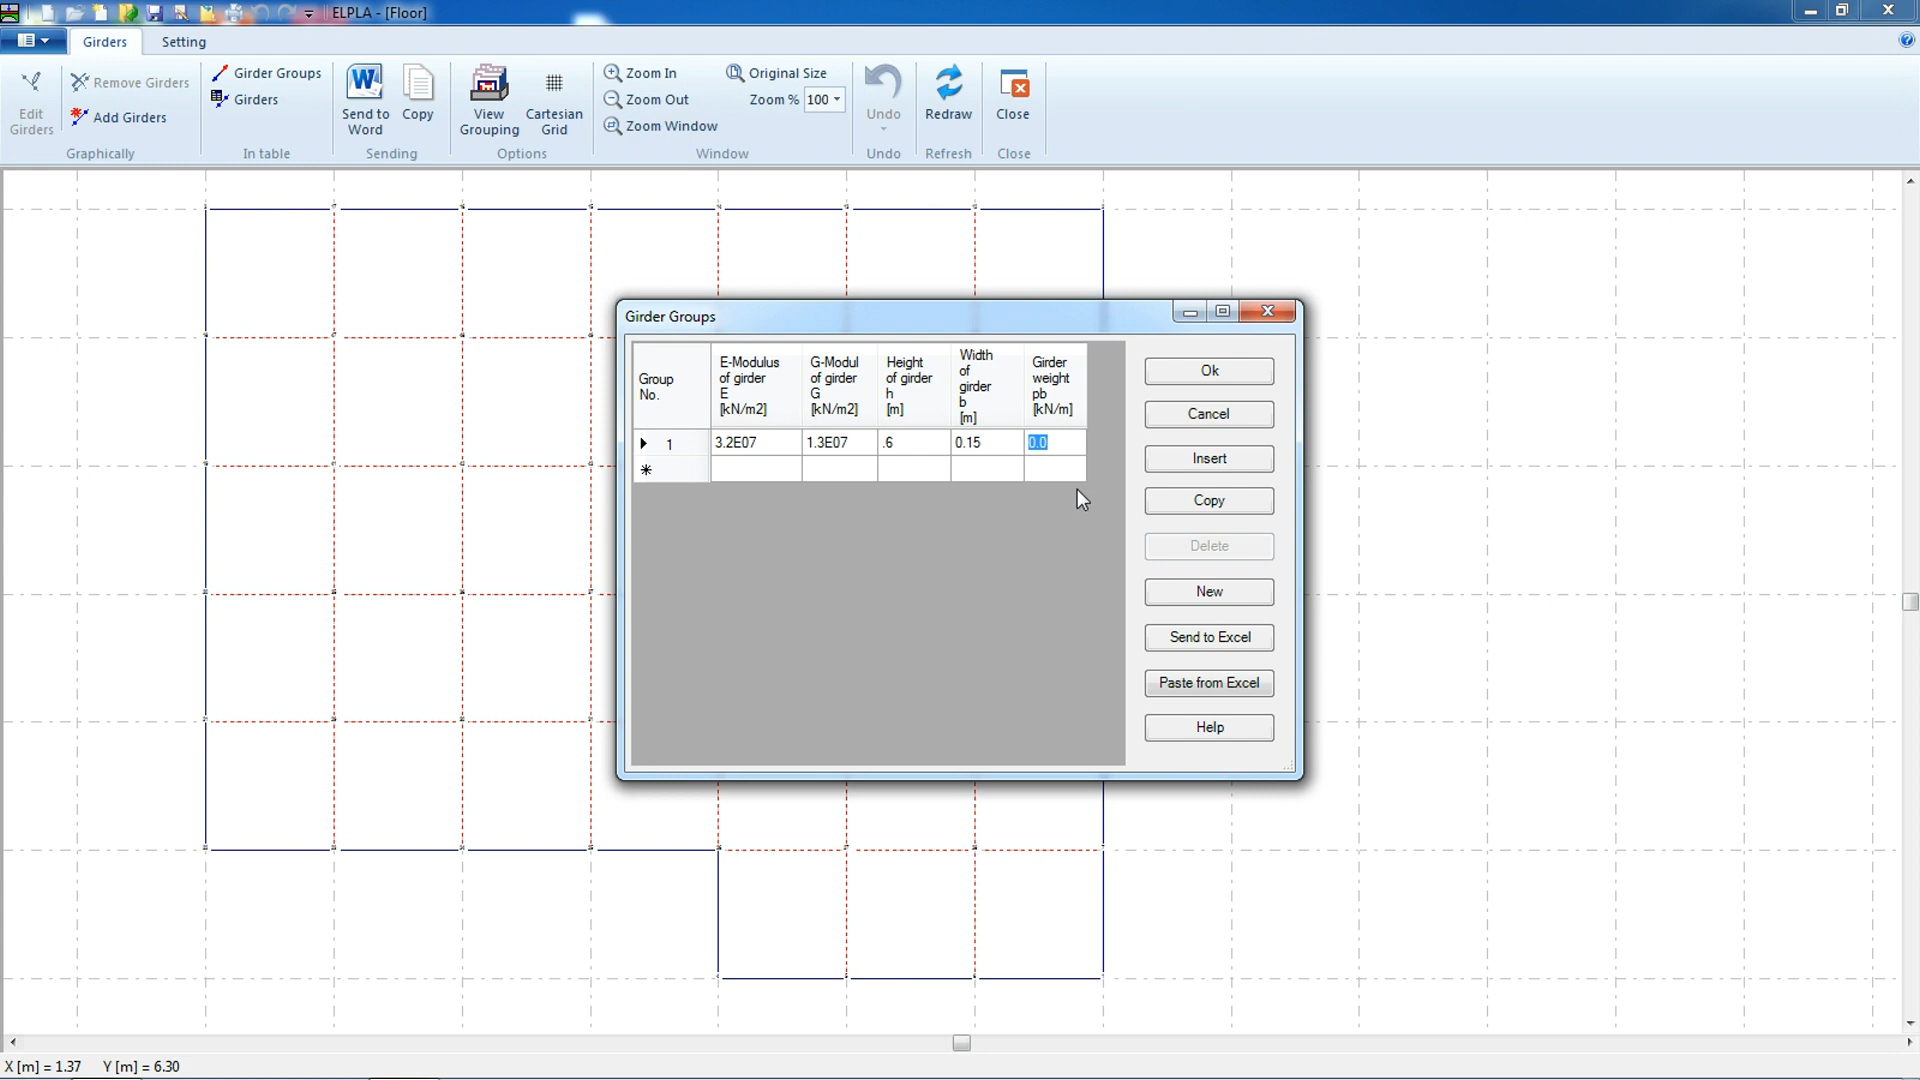 ELPLA - [Floor]
Girders
Setting
Edit
Girders
Remove Girders
Add Girders
Graphically
Girder Groups
Girders
In table
Send to
Word
Copy
Sending
View
Grouping
Cartesian
Grid
Options
Zoom In
Zoom Out
Zoom Window
Original Size
Zoom % 100
Window
Undo
Undo
Redraw
Refresh
Close
Close
Girder Groups
Group
No.
E-Modulus
of girder
E
[kN/m2]
G-Modul
of girder
G
[kN/m2]
Height
of girder
h
[m]
Width
of
girder
b
[m]
Girder
weight
pb
[kN/m]
1 3.2E07 1.3E07 .6 0.15 0.0
Ok
Cancel
Insert
Copy
Delete
New
Send to Excel
Paste from Excel
Help
X [m] = 1.37 Y [m] = 6.30